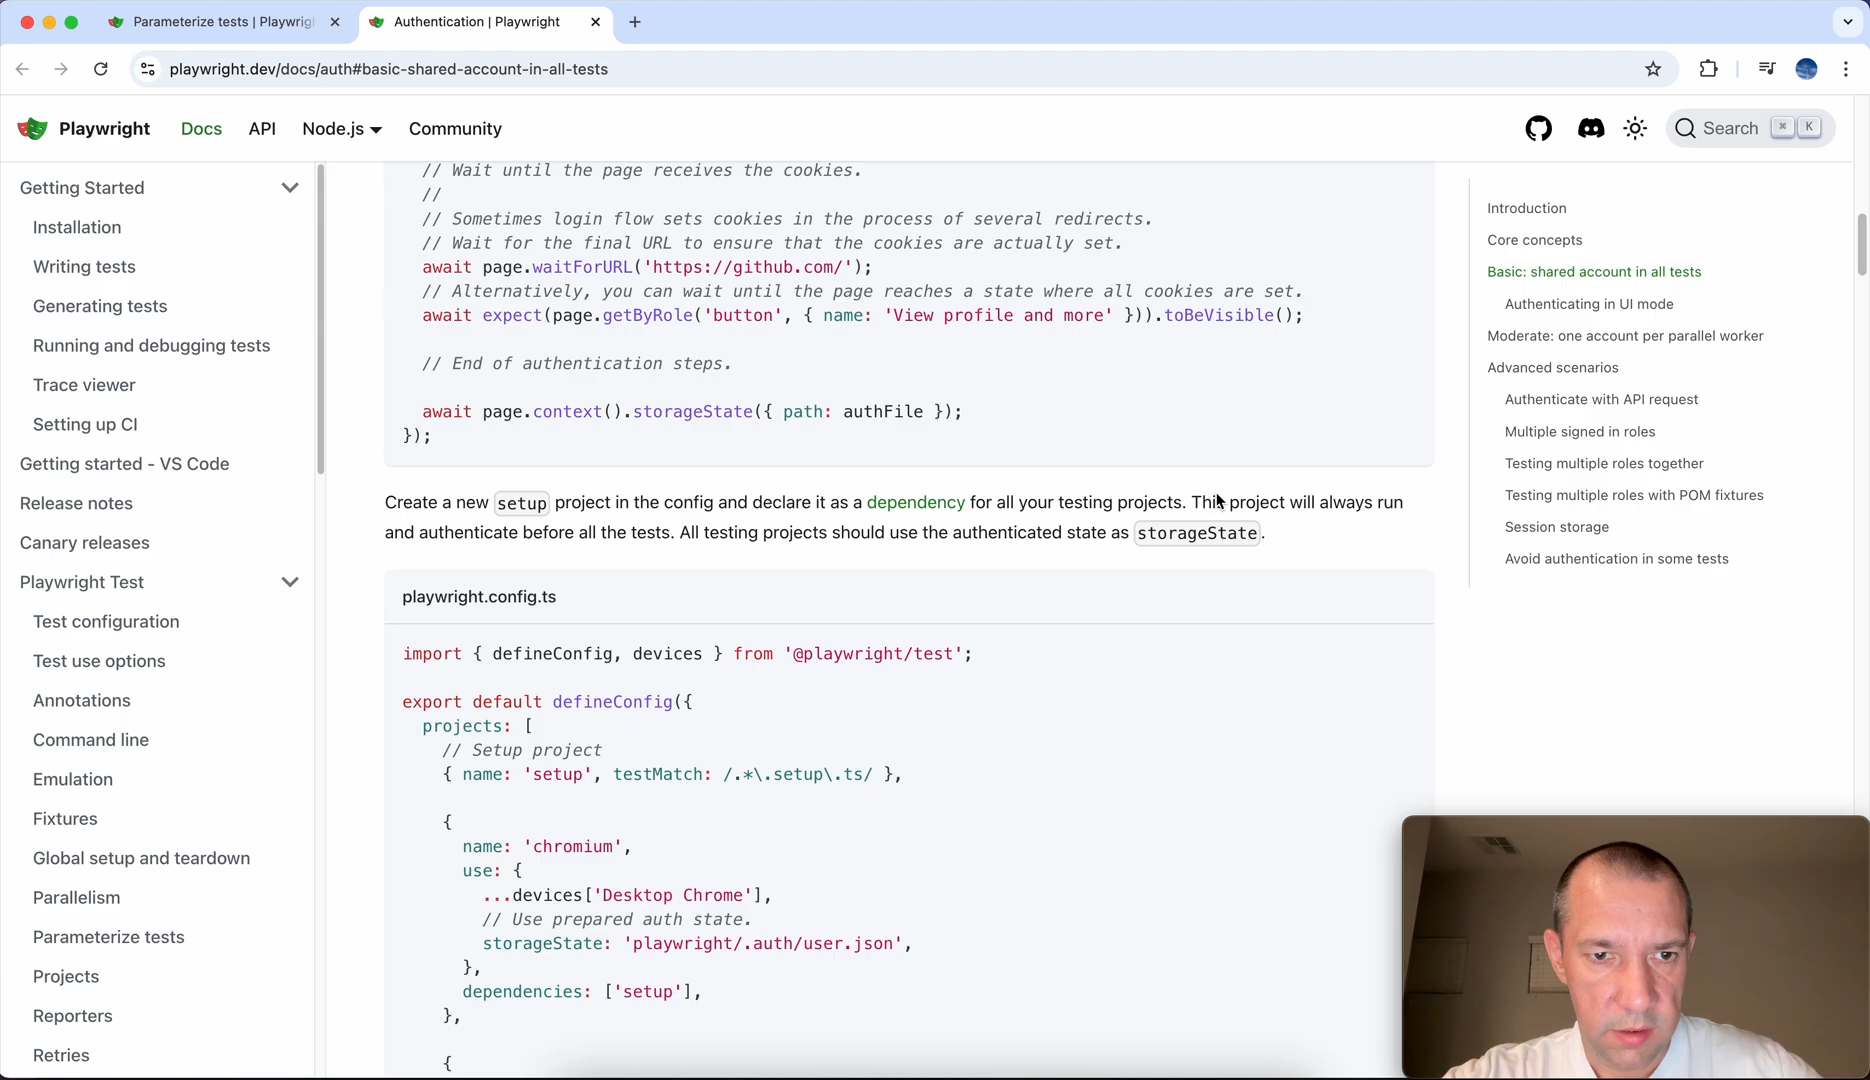 Parameterize tests | Playwrig
Authentication | Playwright
playwright.dev/docs/auth#basic-shared-account-in-all-tests
Playwright
Docs
API
Node.js
Community
Search
⌘ K
Getting Started
Installation
Writing tests
Generating tests
Running and debugging tests
Trace viewer
Setting up CI
Getting started - VS Code
Release notes
Canary releases
Playwright Test
Test configuration
Test use options
Annotations
Command line
Emulation
Fixtures
Global setup and teardown
Parallelism
Parameterize tests
Projects
Reporters
Retries
// Wait until the page receives the cookies.
//
// Sometimes login flow sets cookies in the process of several redirects.
// Wait for the final URL to ensure that the cookies are actually set.
await page.waitForURL('https://github.com/');
// Alternatively, you can wait until the page reaches a state where all cookies are set.
await expect(page.getByRole('button', { name: 'View profile and more' })).toBeVisible();
// End of authentication steps.
await page.context().storageState({ path: authFile });
});
Create a new setup project in the config and declare it as a dependency for all your testing projects. This project will always run
and authenticate before all the tests. All testing projects should use the authenticated state as storageState.
playwright.config.ts
import { defineConfig, devices } from '@playwright/test';
export default defineConfig({
projects: [
// Setup project
{ name: 'setup', testMatch: /.*\.setup\.ts/ },
{
name: 'chromium',
use: {
...devices['Desktop Chrome'],
// Use prepared auth state.
storageState: 'playwright/.auth/user.json',
},
dependencies: ['setup'],
},
{
Introduction
Core concepts
Basic: shared account in all tests
Authenticating in UI mode
Moderate: one account per parallel worker
Advanced scenarios
Authenticate with API request
Multiple signed in roles
Testing multiple roles together
Testing multiple roles with POM fixtures
Session storage
Avoid authentication in some tests